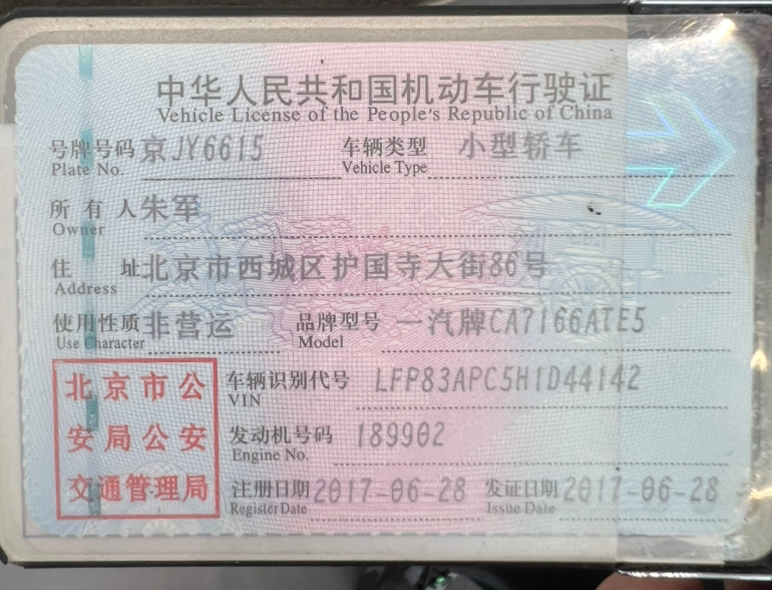 中华人民共和国机动车行驶证
Vehicle License of the People's Republic of China
号牌号码 京JY6615 车辆类型 小型轿车
Plate No. Vehicle Type
所有人 朱军
Owner
住址 北京市西城区护国寺大街86号
Address
使用性质 非营运 品牌型号 一汽牌CA7166ATE5
Use Character Model
北京市公
安局公安
交通管理局
车辆识别代号 LFP83APC5H1D44142
VIN
发动机号码 189902
Engine No.
注册日期 2017-06-28 发证日期 2017-06-28
Register Date Issue Date